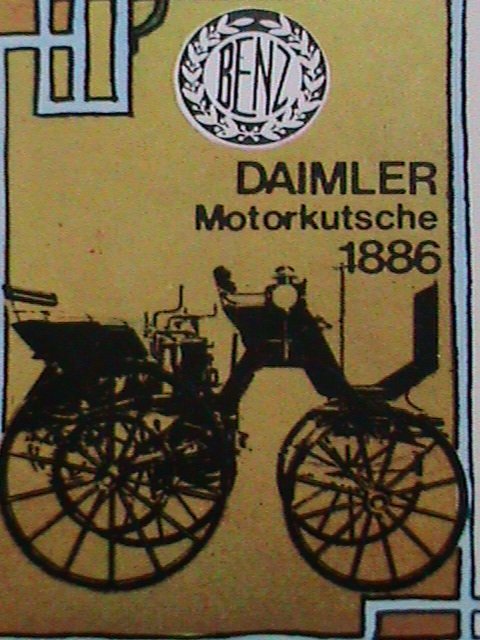 BENZ
DAIMLER
Motorkutsche
1886